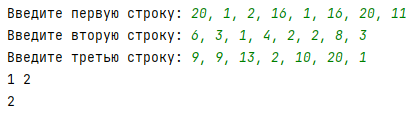 Введите первую строку: 20, 1, 2, 16, 1, 16, 20, 11
Введите вторую строку: 6, 3, 1, 4, 2, 2, 8, 3
Введите третью строку: 9, 9, 13, 2, 10, 20, 1
1 2
2